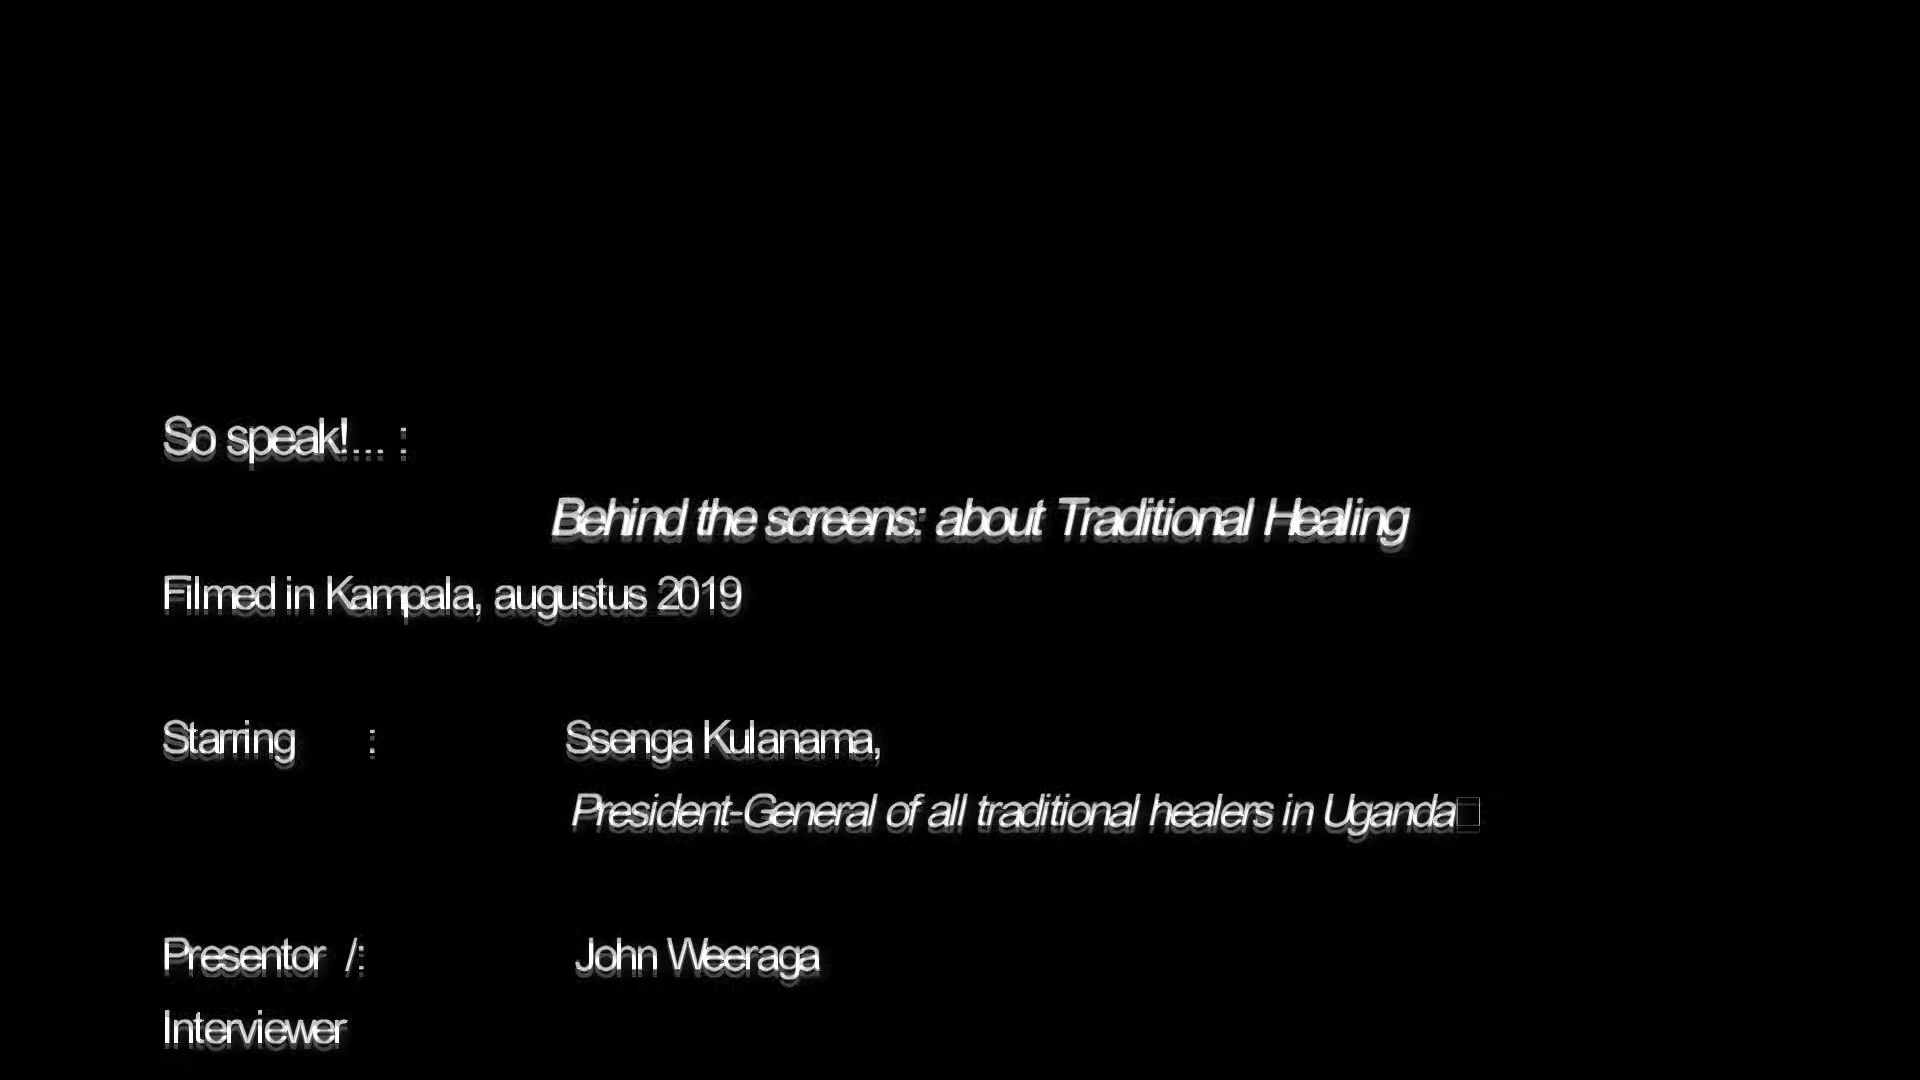 So speak!... :
Behind the screens: about Traditional Healing
Filmed in Kampala, augustus 2019
Starring : Ssenga Kulanama,
President-General of all traditional healers in Uganda
Presentor /: John Weeraga
Interviewer